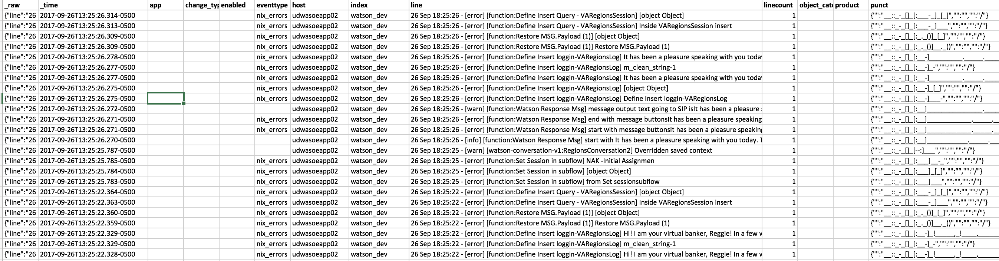 _raw _time app change_typ enabled eventtype host index line linecount object_cate product punct
{"line":"26 2017-09-26T13:25:26.314-0500 nix_errors udwasoeapp02 watson_dev 26 Sep 18:25:26 - [error] [function:Define Insert Query - VARegionsSession] [object Object] 1 {"":"__::_-_[]_[:___-_]_[_]","":"","":"/"}
{"line":"26 2017-09-26T13:25:26.313-0500 nix_errors udwasoeapp02 watson_dev 26 Sep 18:25:26 - [error] [function:Define Insert Query - VARegionsSession] Inside VARegionsSession insert 1 {"":"__::_-_[]_[:___-_]___","":"","":"/"}
{"line":"26 2017-09-26T13:25:26.309-0500 nix_errors udwasoeapp02 watson_dev 26 Sep 18:25:26 - [error] [function:Restore MSG.Payload (1)] [object Object] 1 {"":"__::_-_[]_[:_._()]_[_]","":"","":"/"}
{"line":"26 2017-09-26T13:25:26.309-0500 nix_errors udwasoeapp02 watson_dev 26 Sep 18:25:26 - [error] [function:Restore MSG.Payload (1)] Restore MSG.Payload (1) 1 {"":"__::_-_[]_[:_._()]__._()","":"","":"/"}
{"line":"26 2017-09-26T13:25:26.278-0500 nix_errors udwasoeapp02 watson_dev 26 Sep 18:25:26 - [error] [function:Define Insert loggin-VARegionsLog] It has been a pleasure speaking with you toda 1 {"":"__::_-_[]_[:__-]_________._____.____
{"line":"26 2017-09-26T13:25:26.277-0500 nix_errors udwasoeapp02 watson_dev 26 Sep 18:25:26 - [error] [function:Define Insert loggin-VARegionsLog] m_clean_string-1 1 {"":"__::_-_[]_[:__-]_-","":"","":"/"}
{"line":"26 2017-09-26T13:25:26.277-0500 nix_errors udwasoeapp02 watson_dev 26 Sep 18:25:26 - [error] [function:Define Insert loggin-VARegionsLog] It has been a pleasure speaking with you toda 1 {"":"__::_-_[]_[:__-]_________._____.____
{"line":"26 2017-09-26T13:25:26.275-0500 nix_errors udwasoeapp02 watson_dev 26 Sep 18:25:26 - [error] [function:Define Insert loggin-VARegionsLog] [object Object] 1 {"":"__::_-_[]_[:__-]_[_]","":"","":"/"}
{"line":"26 2017-09-26T13:25:26.275-0500 nix_errors udwasoeapp02 watson_dev 26 Sep 18:25:26 - [error] [function:Define Insert loggin-VARegionsLog] Define Insert loggin-VARegionsLog 1 {"":"__::_-_[]_[:__-]___-","":"","":"/"}
{"line":"26 2017-09-26T13:25:26.272-0500 udwasoeapp02 watson_dev 26 Sep 18:25:26 - [warn] [function:Watson Response Msg] message output text going to SIP isIt has been a pleasure 1 {"":"__::_-_[]_[:__]______________.____
{"line":"26 2017-09-26T13:25:26.271-0500 nix_errors udwasoeapp02 watson_dev 26 Sep 18:25:26 - [error] [function:Watson Response Msg] end with message buttonsIt has been a pleasure speaking 1 {"":"__::_-_[]_[:__]____________._____._
{"line":"26 2017-09-26T13:25:26.271-0500 nix_errors udwasoeapp02 watson_dev 26 Sep 18:25:26 - [error] [function:Watson Response Msg] start with message buttonsIt has been a pleasure speakin 1 {"":"__::_-_[]_[:__]____________._____._
{"line":"26 2017-09-26T13:25:26.270-0500 udwasoeapp02 watson_dev 26 Sep 18:25:26 - [info] [function:Watson Response Msg] start with It has been a pleasure speaking with you today. T 1 {"":"__::_-_[]_[:__]___________._____.__
{"line":"26 2017-09-26T13:25:25.787-0500 udwasoeapp02 watson_dev 26 Sep 18:25:25 - [warn] [watson-conversation-v1:RegionsConversation2] Overridden saved context 1 {"":"__::_-_[]_[--:]___","":"","":"/"}
{"line":"26 2017-09-26T13:25:25.785-0500 nix_errors udwasoeapp02 watson_dev 26 Sep 18:25:25 - [error] [function:Set Session in subflow] NAK -Initial Assignmen 1 {"":"__::_-_[]_[:___]__-_","":"","":"/"}
{"line":"26 2017-09-26T13:25:25.784-0500 nix_errors udwasoeapp02 watson_dev 26 Sep 18:25:25 - [error] [function:Set Session in subflow] [object Object] 1 {"":"__::_-_[]_[:___]_[_]","":"","":"/"}
{"line":"26 2017-09-26T13:25:25.783-0500 nix_errors udwasoeapp02 watson_dev 26 Sep 18:25:25 - [error] [function:Set Session in subflow] from Set sessionsubflow 1 {"":"__::_-_[]_[:___]___","":"","":"/"}
{"line":"26 2017-09-26T13:25:22.364-0500 nix_errors udwasoeapp02 watson_dev 26 Sep 18:25:22 - [error] [function:Define Insert Query - VARegionsSession] [object Object] 1 {"":"__::_-_[]_[:___-_]_[_]","":"","":"/"}
{"line":"26 2017-09-26T13:25:22.363-0500 nix_errors udwasoeapp02 watson_dev 26 Sep 18:25:22 - [error] [function:Define Insert Query - VARegionsSession] Inside VARegionsSession insert 1 {"":"__::_-_[]_[:___-_]___","":"","":"/"}
{"line":"26 2017-09-26T13:25:22.360-0500 nix_errors udwasoeapp02 watson_dev 26 Sep 18:25:22 - [error] [function:Restore MSG.Payload (1)] [object Object] 1 {"":"__::_-_[]_[:_._()]_[_]","":"","":"/"}
{"line":"26 2017-09-26T13:25:22.359-0500 nix_errors udwasoeapp02 watson_dev 26 Sep 18:25:22 - [error] [function:Restore MSG.Payload (1)] Restore MSG.Payload (1) 1 {"":"__::_-_[]_[:_._()]__._()","":"","":"/"}
{"line":"26 2017-09-26T13:25:22.329-0500 nix_errors udwasoeapp02 watson_dev 26 Sep 18:25:22 - [error] [function:Define Insert loggin-VARegionsLog] Hi! I am your virtual banker, Reggie! In a few 1 {"":"__::_-_[]_[:__-]_!_____,_!____,_____
{"line":"26 2017-09-26T13:25:22.329-0500 nix_errors udwasoeapp02 watson_dev 26 Sep 18:25:22 - [error] [function:Define Insert loggin-VARegionsLog] m_clean_string-1 1 {"":"__::_-_[]_[:__-]_-","":"","":"/"}
{"line":"26 2017-09-26T13:25:22.328-0500 nix_errors udwasoeapp02 watson_dev 26 Sep 18:25:22 - [error] [function:Define Insert loggin-VARegionsLog] Hi! I am your virtual banker, Reggie! In a few 1 {"":"__::_-_[]_[:__-]_!_____,_!____,_____